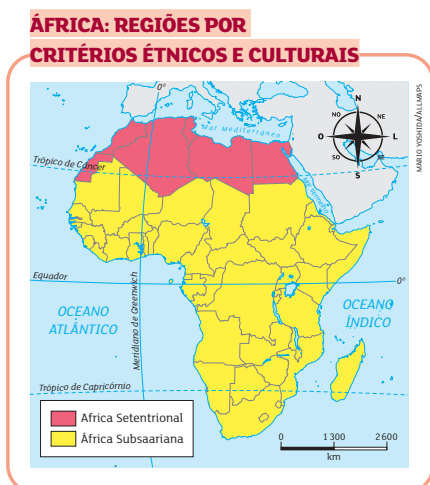 ÁFRICA: REGIÕES POR
CRITÉRIOS ÉTNICOS E CULTURAIS
MARIO YOSHIDA/ALLMAPS
0°
N
NO
NE
O
L
SO
SE
S
Mar Mediterrâneo
Trópico de Câncer
Mar Vermelho
Equador
0°
Meridiano de Greenwich
OCEANO
ATLÂNTICO
OCEANO
ÍNDICO
Trópico de Capricórnio
África Setentrional
África Subsaariana
0
1 300
2 600
km